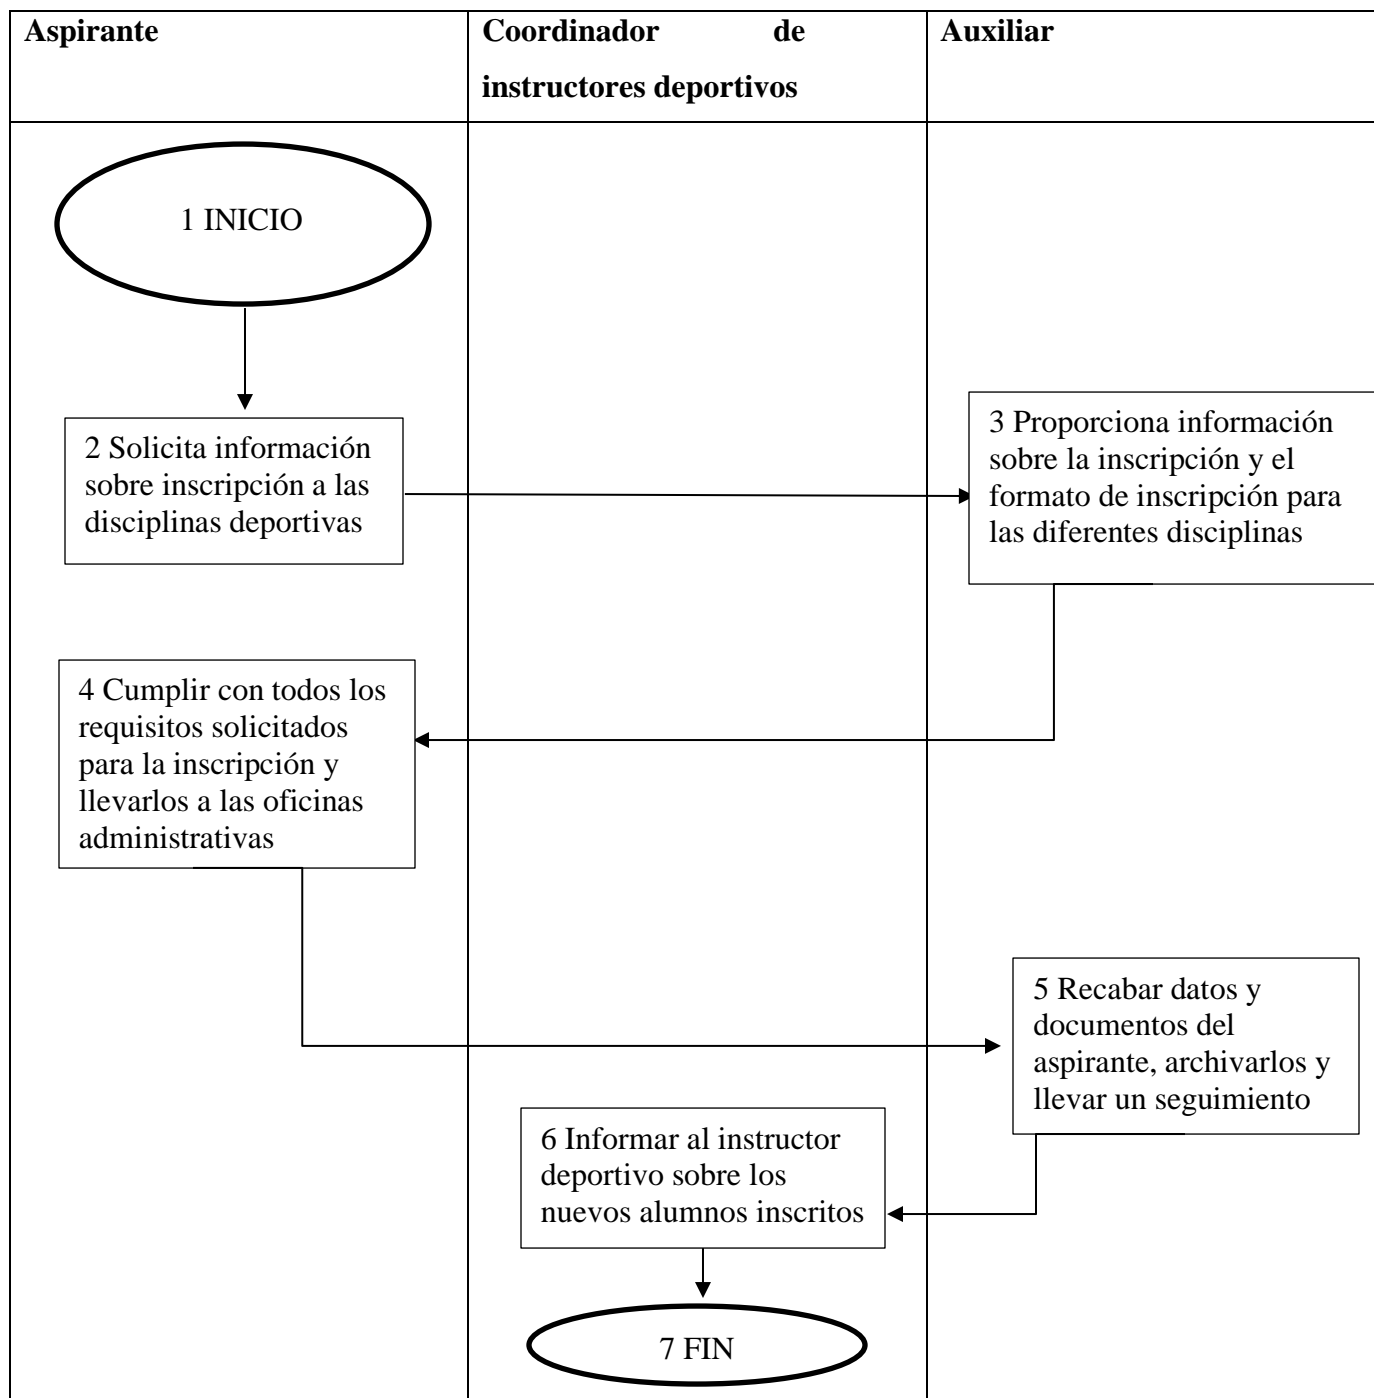 Aspirante
Coordinador de
instructores deportivos
Auxiliar
1 INICIO
2 Solicita información
sobre inscripción a las
disciplinas deportivas
3 Proporciona información
sobre la inscripción y el
formato de inscripción para
las diferentes disciplinas
4 Cumplir con todos los
requisitos solicitados
para la inscripción y
llevarlos a las oficinas
administrativas
5 Recabar datos y
documentos del
aspirante, archivarlos y
llevar un seguimiento
6 Informar al instructor
deportivo sobre los
nuevos alumnos inscritos
7 FIN